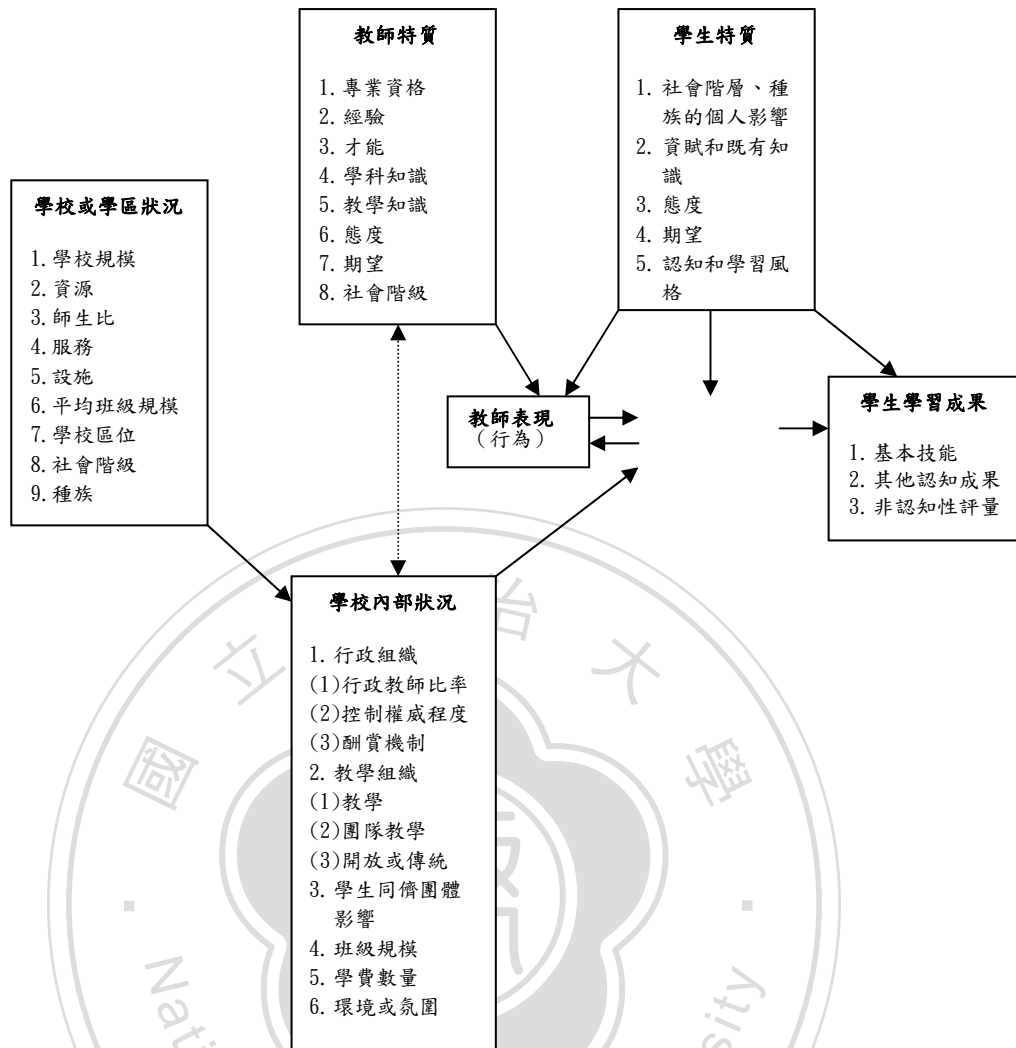 教師特質
1. 專業資格
2. 經驗
3. 才能
4. 學科知識
5. 教學知識
6. 態度
7. 期望
8. 社會階級
學生特質
1. 社會階層、種
族的個人影響
2. 資賦和既有知
識
3. 態度
4. 期望
5. 認知和學習風
格
學校或學區狀況
1. 學校規模
2. 資源
3. 師生比
4. 服務
5. 設施
6. 平均班級規模
7. 學校區位
8. 社會階級
9. 種族
教師表現
(行為)
學生學習成果
1. 基本技能
2. 其他認知成果
3. 非認知性評量
學校內部狀況
1. 行政組織
(1)行政教師比率
(2)控制權威程度
(3)酬賞機制
2. 教學組織
(1)教學
(2)團隊教學
(3)開放或傳統
3. 學生同儕團體
影響
4. 班級規模
5. 學費數量
6. 環境或氛圍
國立 治大學